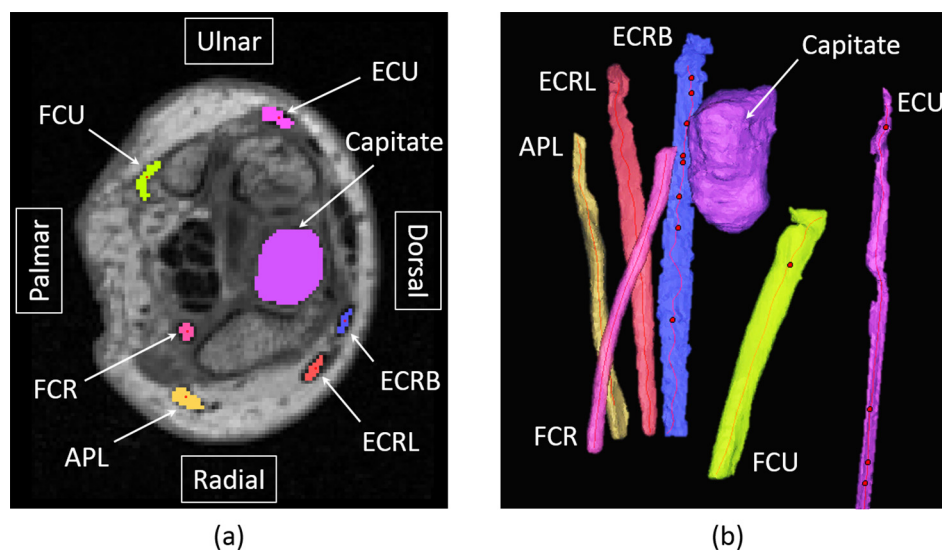 Ulnar
ECU
FCU
Capitate
Palmar
Dorsal
FCR
ECRB
APL
ECRL
Radial
(a)
ECRB
Capitate
ECRL
ECU
APL
FCR
FCU
(b)